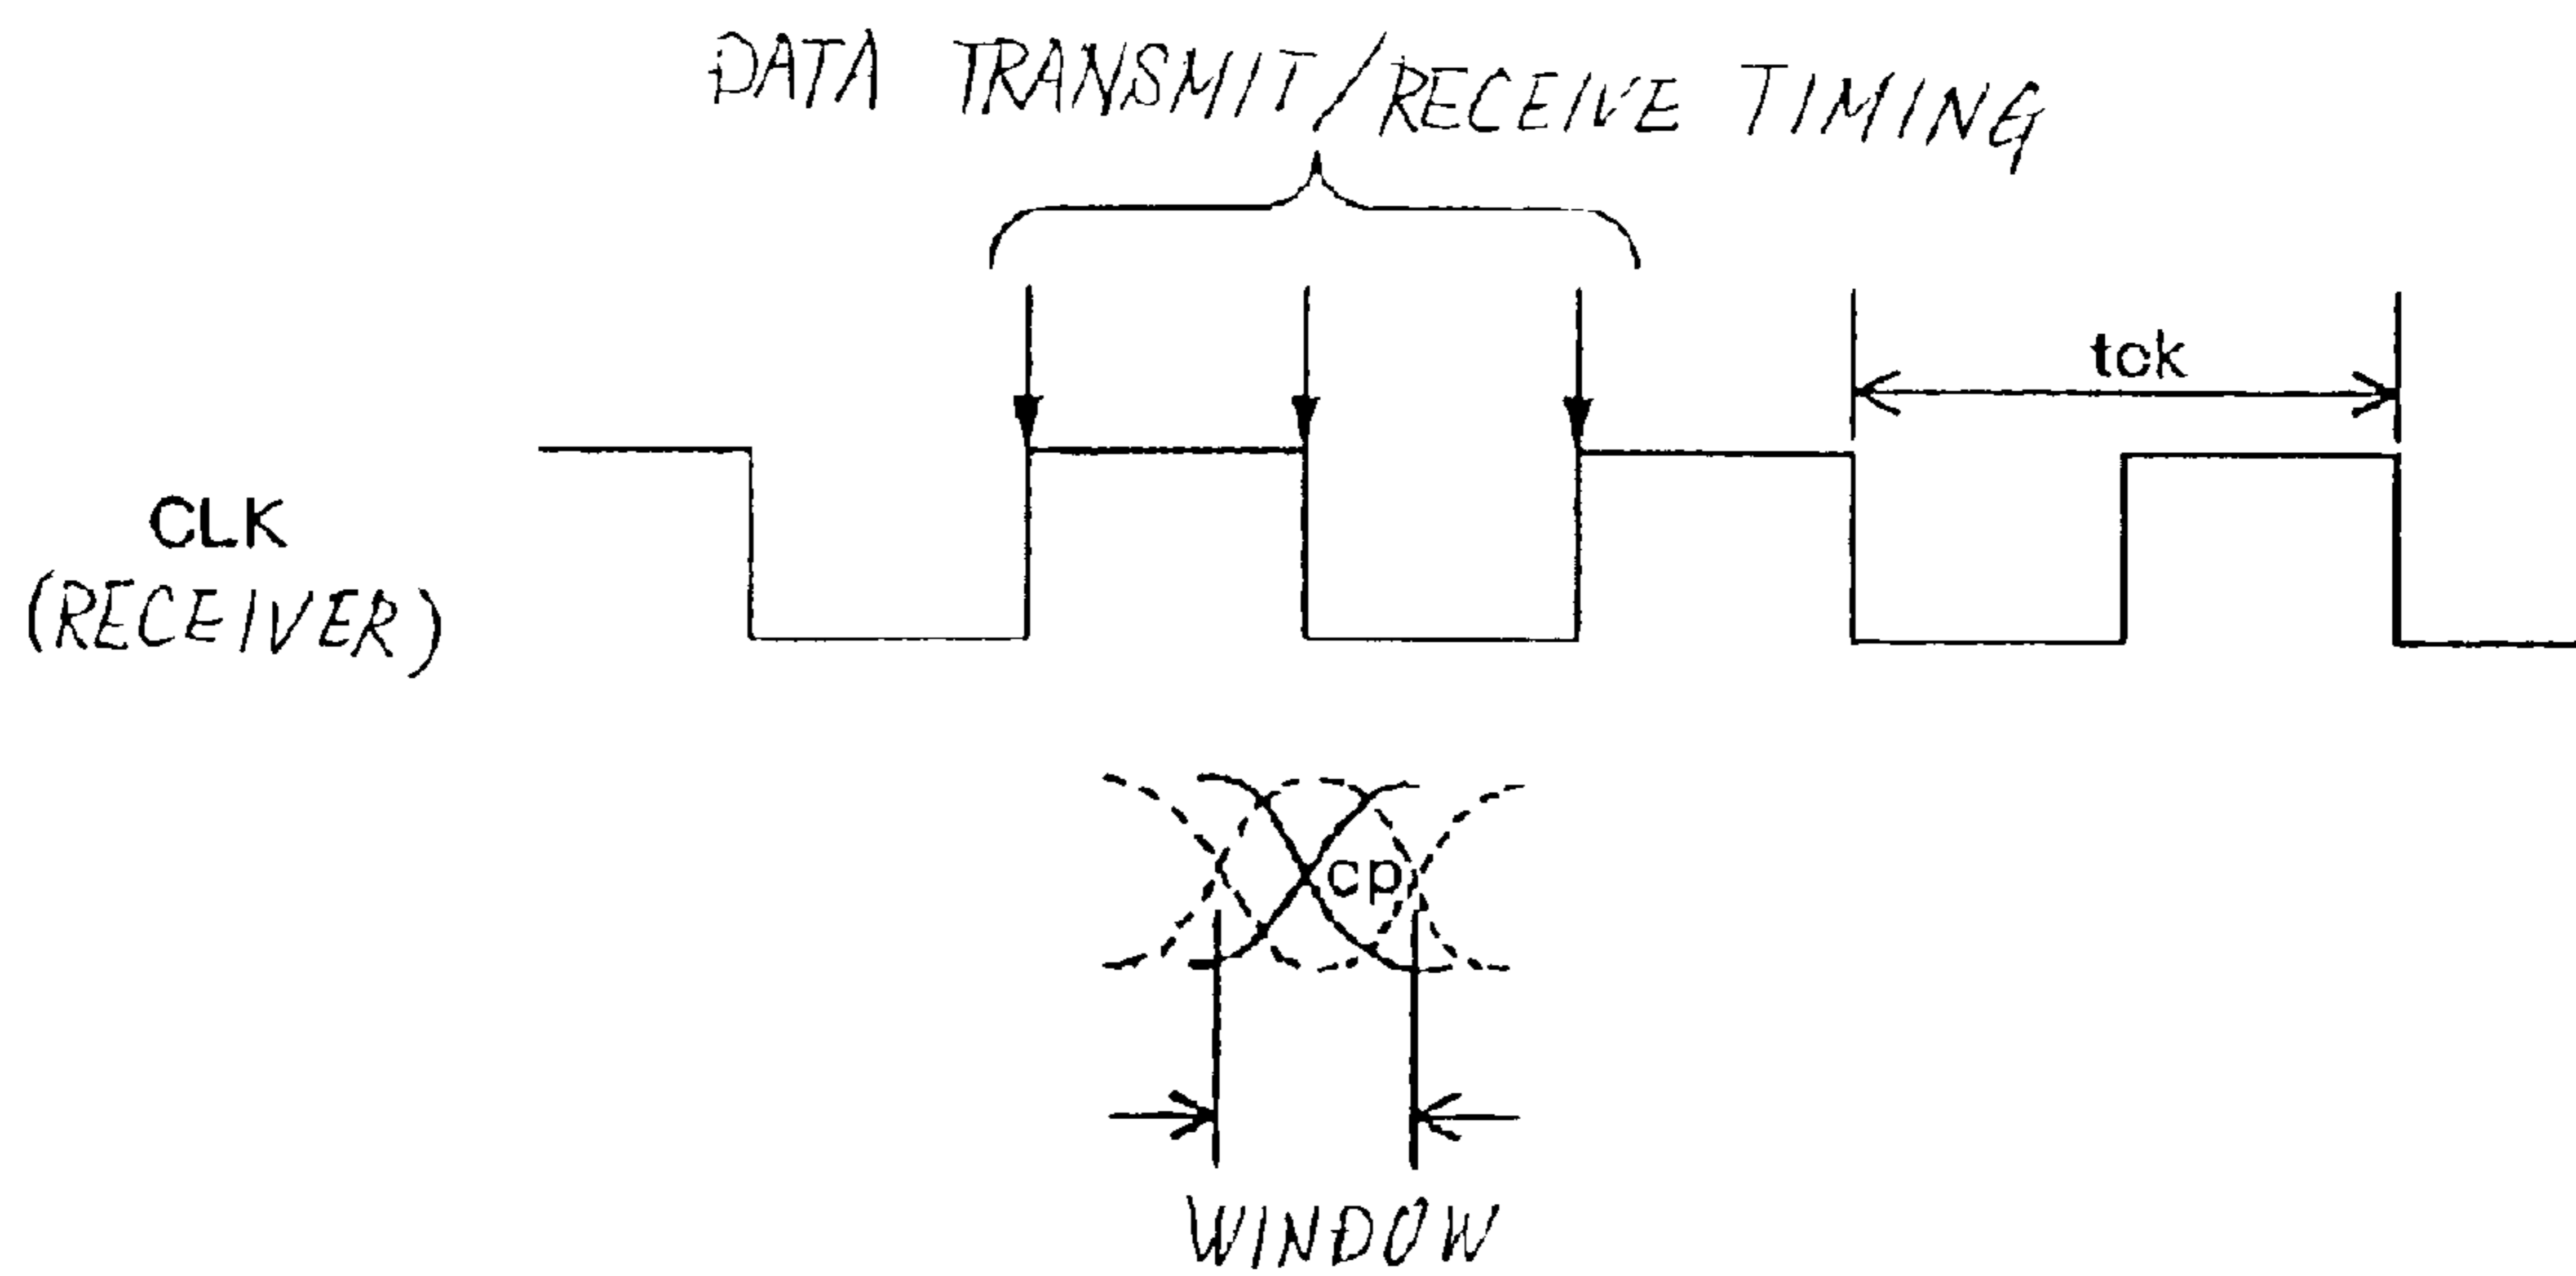 DATA TRANSMIT/RECEIVE TIMING
tck
CLK
(RECEIVER)
cp
WINDOW